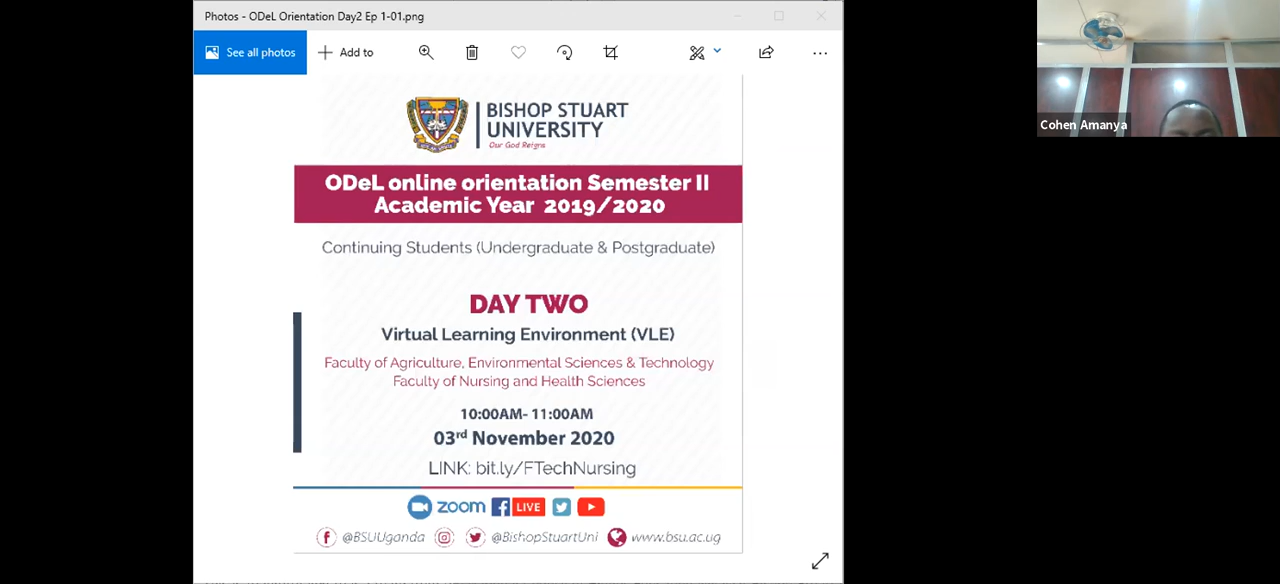 Photos - ODeL Orientation Day2 Ep 1-01.png
See all photos
Add to
BISHOP STUART
UNIVERSITY
Our God Reigns
ODeL online orientation Semester II
Academic Year 2019/2020
Continuing Students (Undergraduate & Postgraduate)
DAY TWO
Virtual Learning Environment (VLE)
Faculty of Agriculture, Environmental Sciences & Technology
Faculty of Nursing and Health Sciences
10:00AM- 11:00AM
03rd November 2020
LINK: bit.ly/FTechNursing
zoom LIVE
@BSUUganda @BishopStuartUni www.bsu.ac.ug
Cohen Amanya